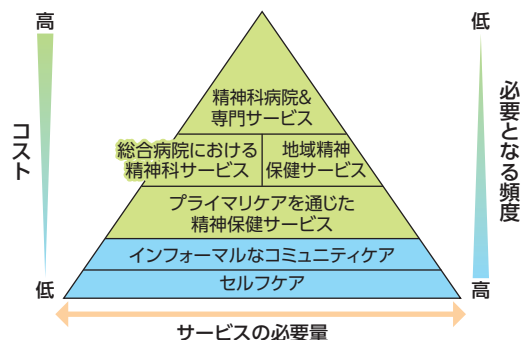 高
低
コスト
精神科病院&
専門サービス
総合病院における
精神科サービス
地域精神
保健サービス
プライマリケアを通じた
精神保健サービス
インフォーマルなコミュニティケア
セルフケア
低
高
必要となる頻度
サービスの必要量